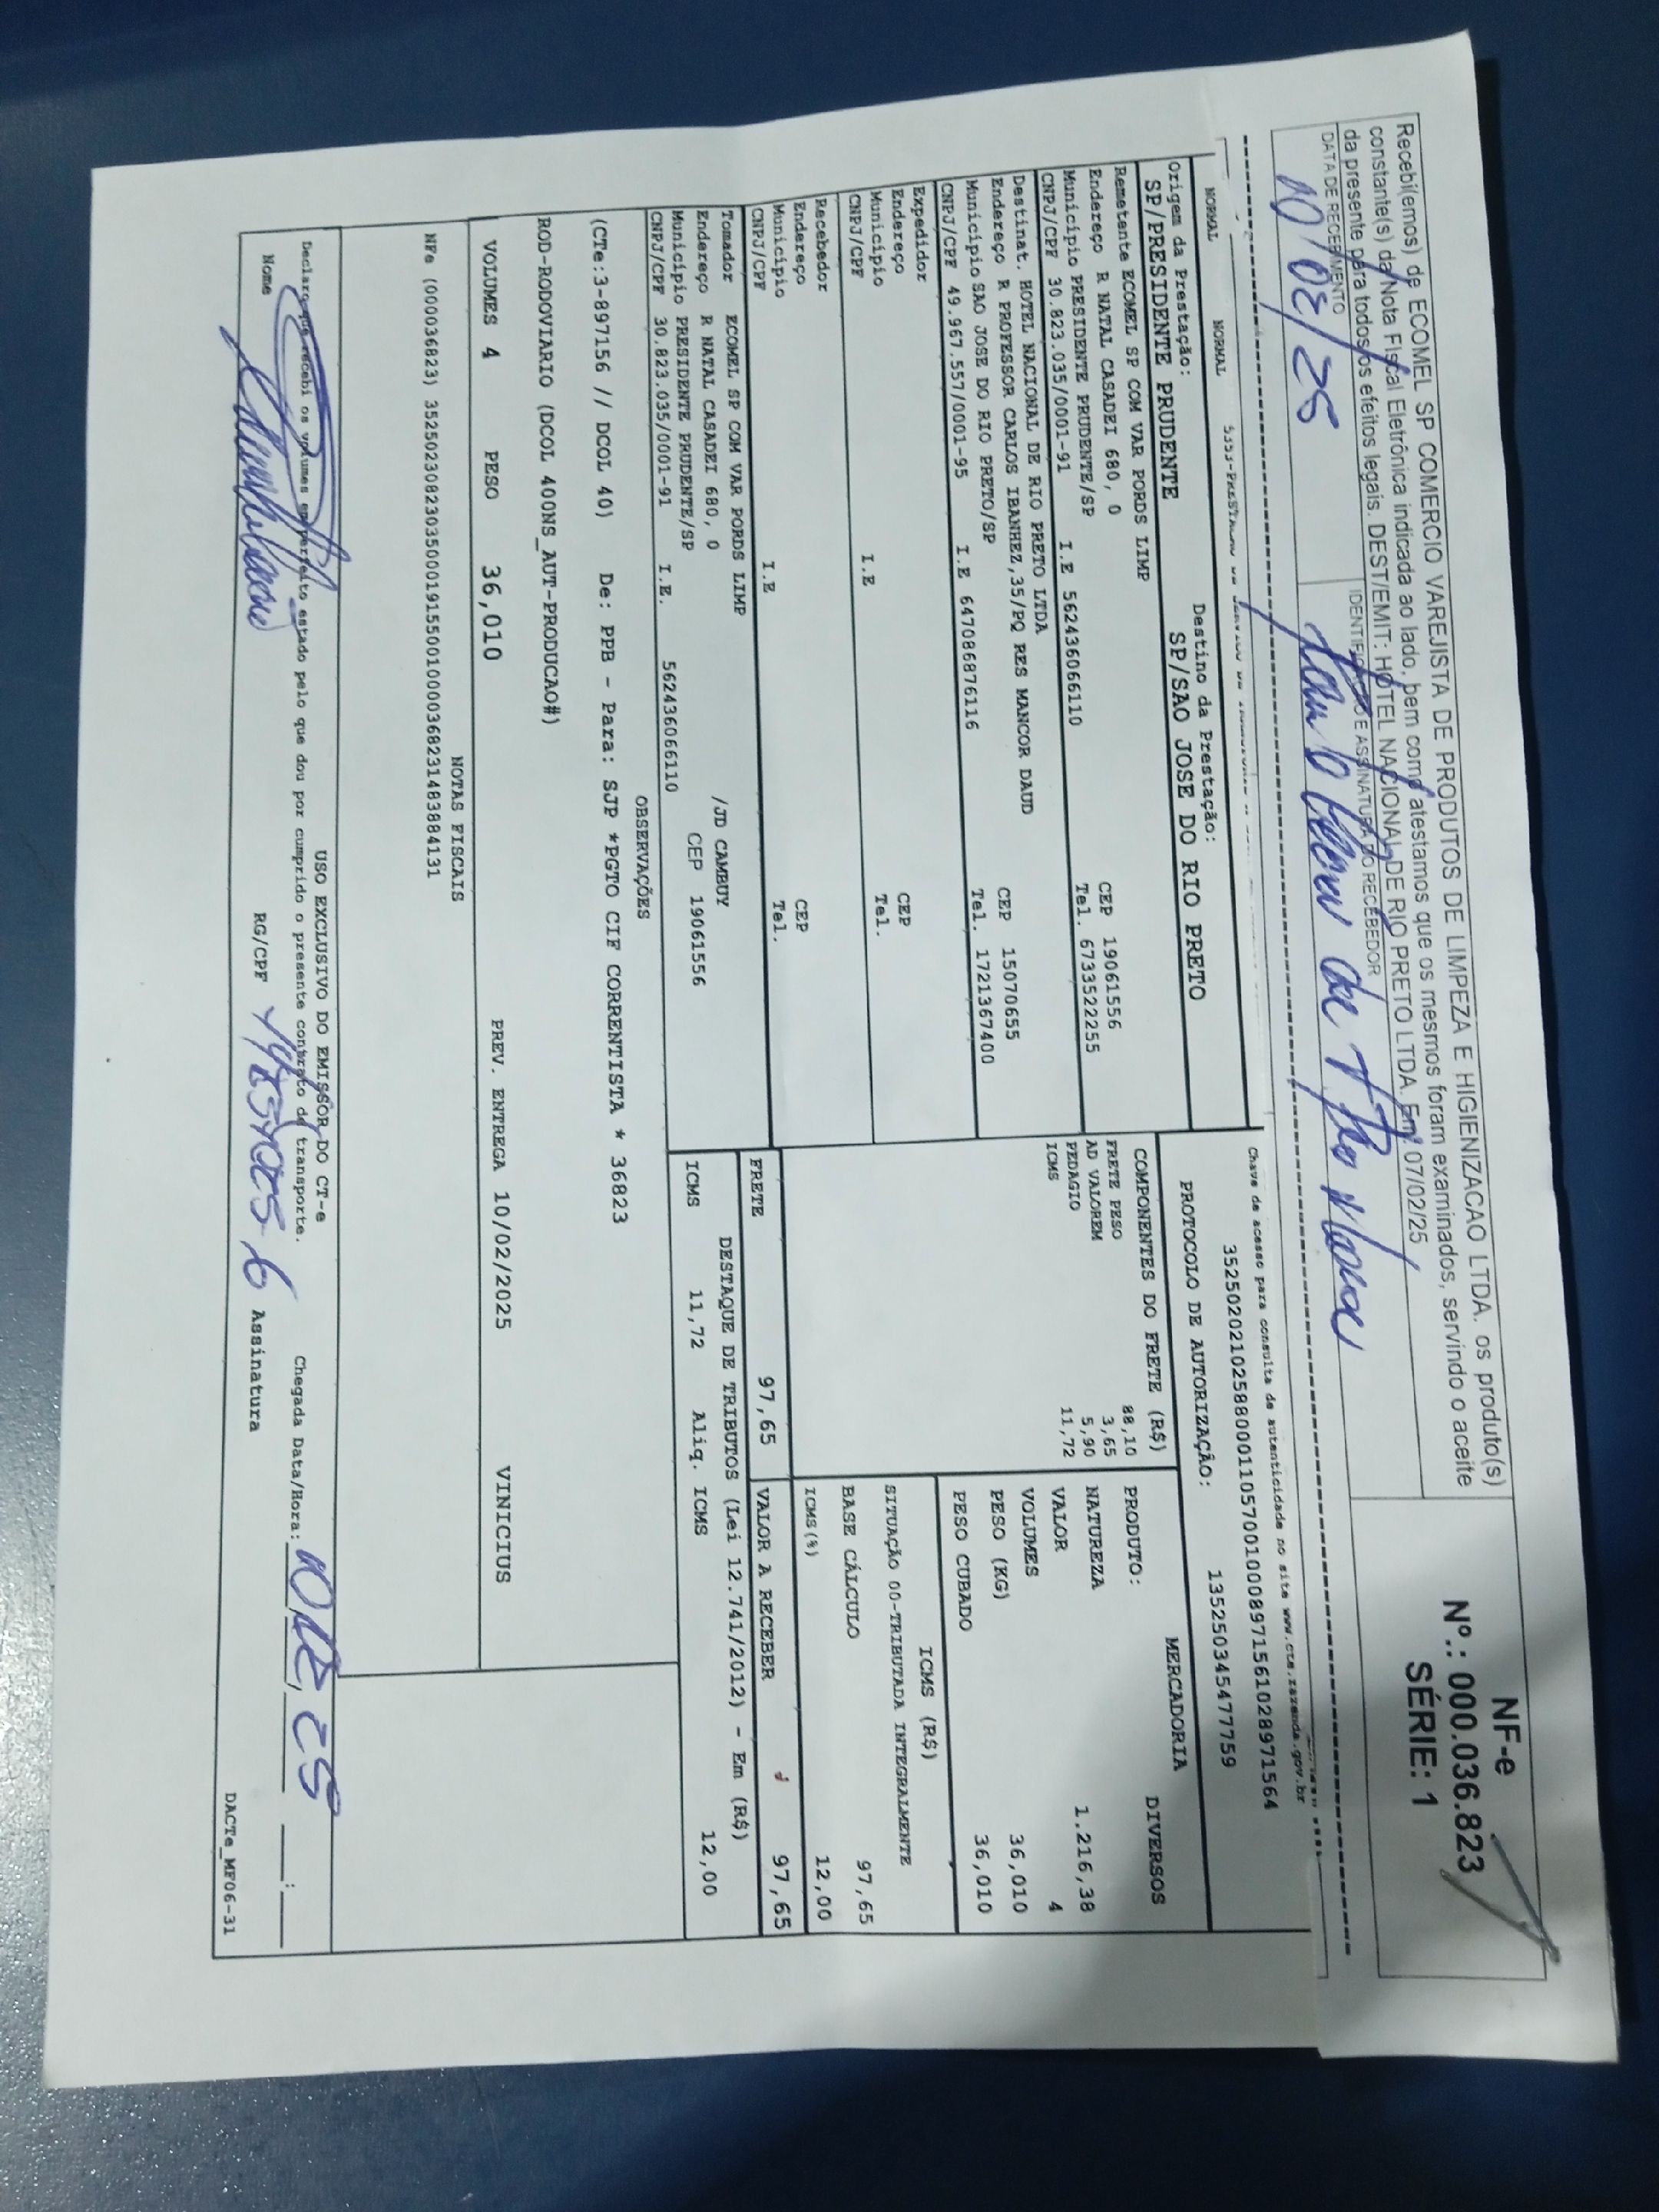 Recebi(emos) de ECOMEL SP COMERCIO VAREJISTA DE PRODUTOS DE LIMPEZA E HIGIENIZACAO LTDA. os produto(s)
constante(s) da Nota Fiscal Eletrônica indicada ao lado, bem como atestamos que os mesmos foram examinados, servindo o aceite
da presente para todos os efeitos legais. DEST/EMIT: HOTEL NACIONAL DE RIO PRETO LTDA. Em: 07/02/25
DATA DE RECEBIMENTO
IDENTIFICAÇÃO E ASSINATURA DO RECEBEDOR
10/02/25
NF-e
Nº.: 000.036.823
SÉRIE: 1
NORMAL NORMAL
Chave de acesso para consulta de autenticidade no site www.cte.fazenda.gov.br
35250202102588000110570010008971561028971564
Origem da Prestação:
SP/PRESIDENTE PRUDENTE
Destino da Prestação:
SP/SAO JOSE DO RIO PRETO
PROTOCOLO DE AUTORIZAÇÃO: 135250345477759
Remetente ECOMEL SP COM VAR PORDS LIMP
Endereço R NATAL CASADEI 680, 0 CEP 19061556
Município PRESIDENTE PRUDENTE/SP Tel. 6733522255
CNPJ/CPF 30.823.035/0001-91 I.E 562436066110
Destinat. HOTEL NACIONAL DE RIO PRETO LTDA
Endereço R PROFESSOR CARLOS IBANHEZ,35/PQ RES MANCOR DAUD CEP 15070655
Município SAO JOSE DO RIO PRETO/SP Tel. 1721367400
CNPJ/CPF 49.967.557/0001-95 I.E 647086876116
Expedidor
Endereço CEP
Município Tel.
CNPJ/CPF I.E
Recebedor
Endereço CEP
Município Tel.
CNPJ/CPF I.E
COMPONENTES DO FRETE (R$)
FRETE PESO 88,10
AD VALOREM 3,65
PEDAGIO 5,90
ICMS 11,72
MERCADORIA
PRODUTO: DIVERSOS
NATUREZA
VALOR 1.216,38
VOLUMES 4
PESO (KG) 36,010
PESO CUBADO 36,010
ICMS (R$)
SITUAÇÃO 00-TRIBUTADA INTEGRALMENTE
BASE CÁLCULO 97,65
ICMS(%) 12,00
FRETE 97,65
VALOR A RECEBER 97,65
Tomador ECOMEL SP COM VAR PORDS LIMP
Endereço R NATAL CASADEI 680, 0 /JD CAMBUY
Município PRESIDENTE PRUDENTE/SP CEP 19061556
CNPJ/CPF 30.823.035/0001-91 I.E. 562436066110
DESTAQUE DE TRIBUTOS (Lei 12.741/2012) - Em (R$)
ICMS 11,72 Aliq. ICMS 12,00
OBSERVAÇÕES
(CTe:3-897156 // DCOL 40) De: PPB - Para: SJP *PGTO CIF CORRENTISTA * 36823
ROD-RODOVIARIO (DCOL 400NS_AUT-PRODUCAO#)
VOLUMES 4 PESO 36,010 PREV. ENTREGA 10/02/2025 VINICIUS
NOTAS FISCAIS
NFe (000036823) 35250230823035000191550010000368231483884131
USO EXCLUSIVO DO EMISSOR DO CT-e
Declaro que recebi os volumes em perfeito estado pelo que dou por cumprido o presente contrato de transporte.
Chegada Data/Hora:
Nome RG/CPF Assinatura
DACTe_MF06-31